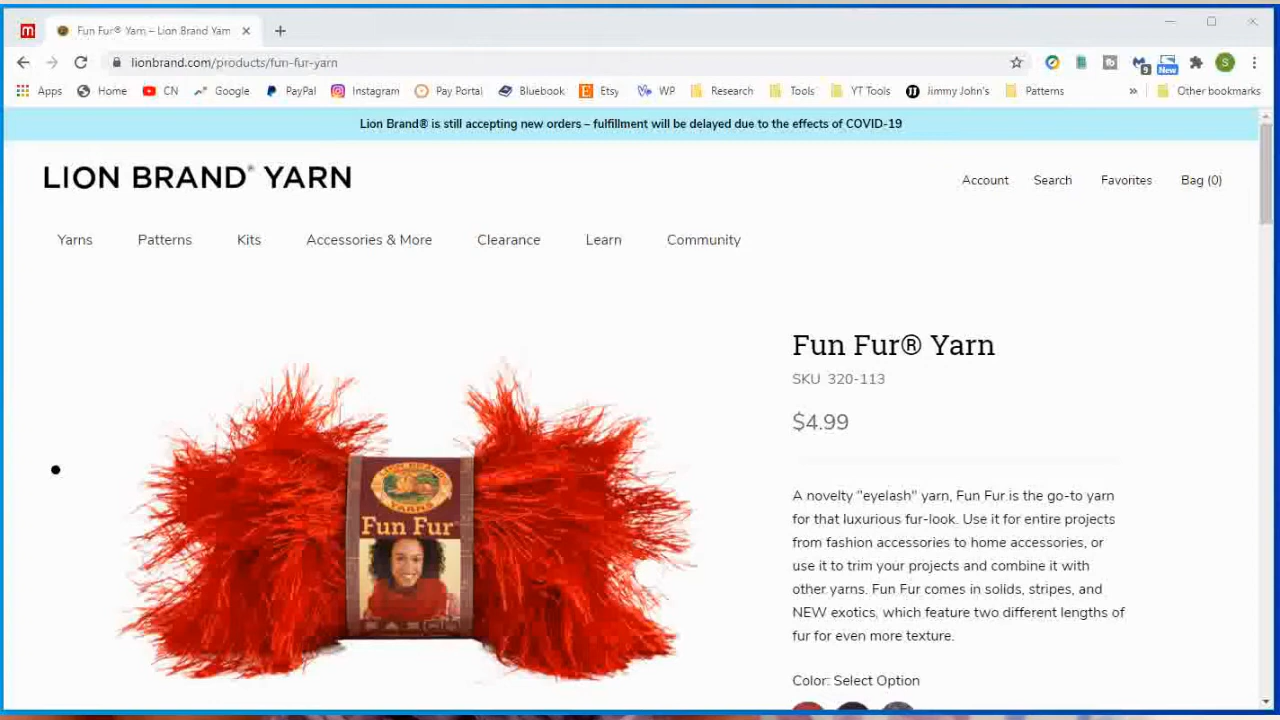 Fun Fur® Yarn – Lion Brand Yarn
lionbrand.com/products/fun-fur-yarn
9
New
S
Apps Home CN Google PayPal Instagram Pay Portal Bluebook Etsy WP Research Tools YT Tools Jimmy John's Patterns » Other bookmarks
Lion Brand® is still accepting new orders – fulfillment will be delayed due to the effects of COVID-19
LION BRAND® YARN
Account Search Favorites Bag (0)
Yarns Patterns Kits Accessories & More Clearance Learn Community
Fun Fur® Yarn
SKU 320-113
$4.99
A novelty "eyelash" yarn, Fun Fur is the go-to yarn
for that luxurious fur-look. Use it for entire projects
from fashion accessories to home accessories, or
use it to trim your projects and combine it with
other yarns. Fun Fur comes in solids, stripes, and
NEW exotics, which feature two different lengths of
fur for even more texture.
Color: Select Option
LION BRAND
YARNS
Fun Fur